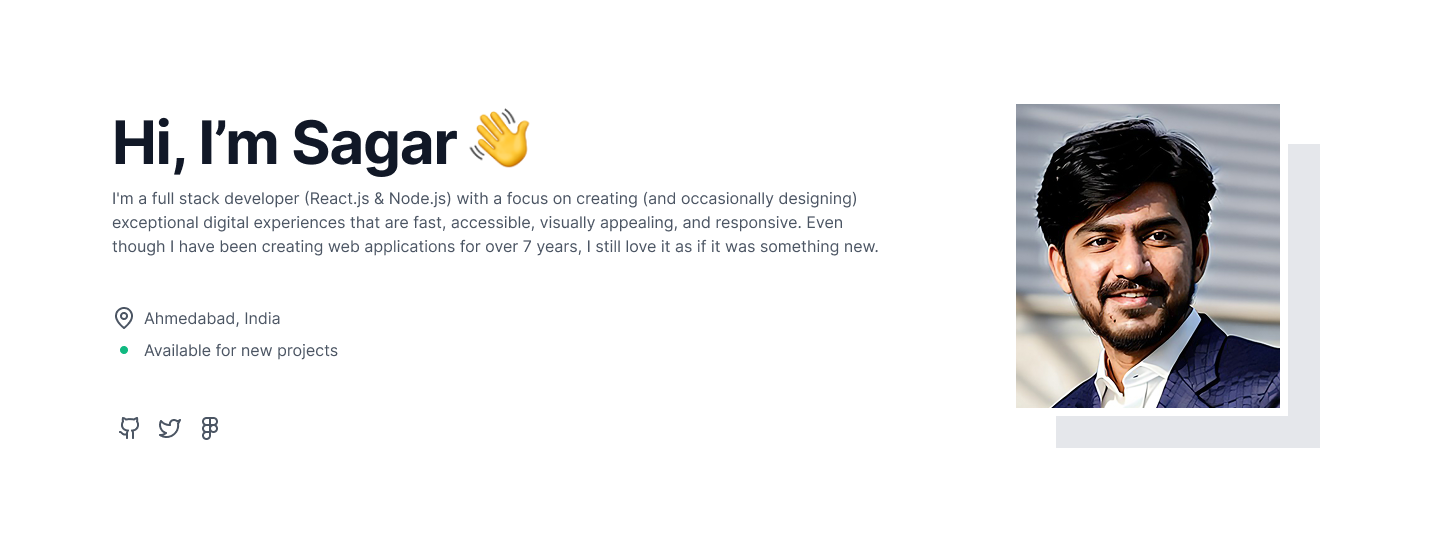 Hi, I’m Sagar 👋
I'm a full stack developer (React.js & Node.js) with a focus on creating (and occasionally designing)
exceptional digital experiences that are fast, accessible, visually appealing, and responsive. Even
though I have been creating web applications for over 7 years, I still love it as if it was something new.
Ahmedabad, India
Available for new projects